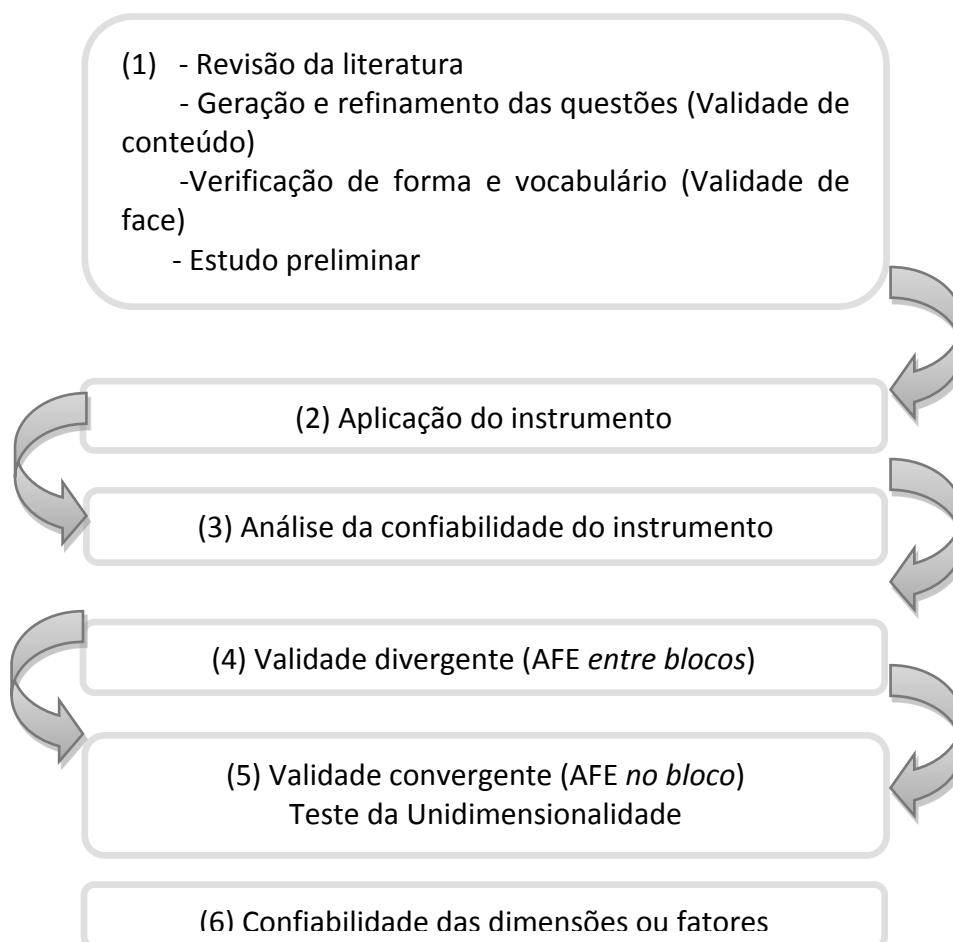 (1) - Revisão da literatura
- Geração e refinamento das questões (Validade de
conteúdo)
-Verificação de forma e vocabulário (Validade de
face)
- Estudo preliminar
(2) Aplicação do instrumento
(3) Análise da confiabilidade do instrumento
(4) Validade divergente (AFE entre blocos)
(5) Validade convergente (AFE no bloco)
Teste da Unidimensionalidade
(6) Confiabilidade das dimensões ou fatores